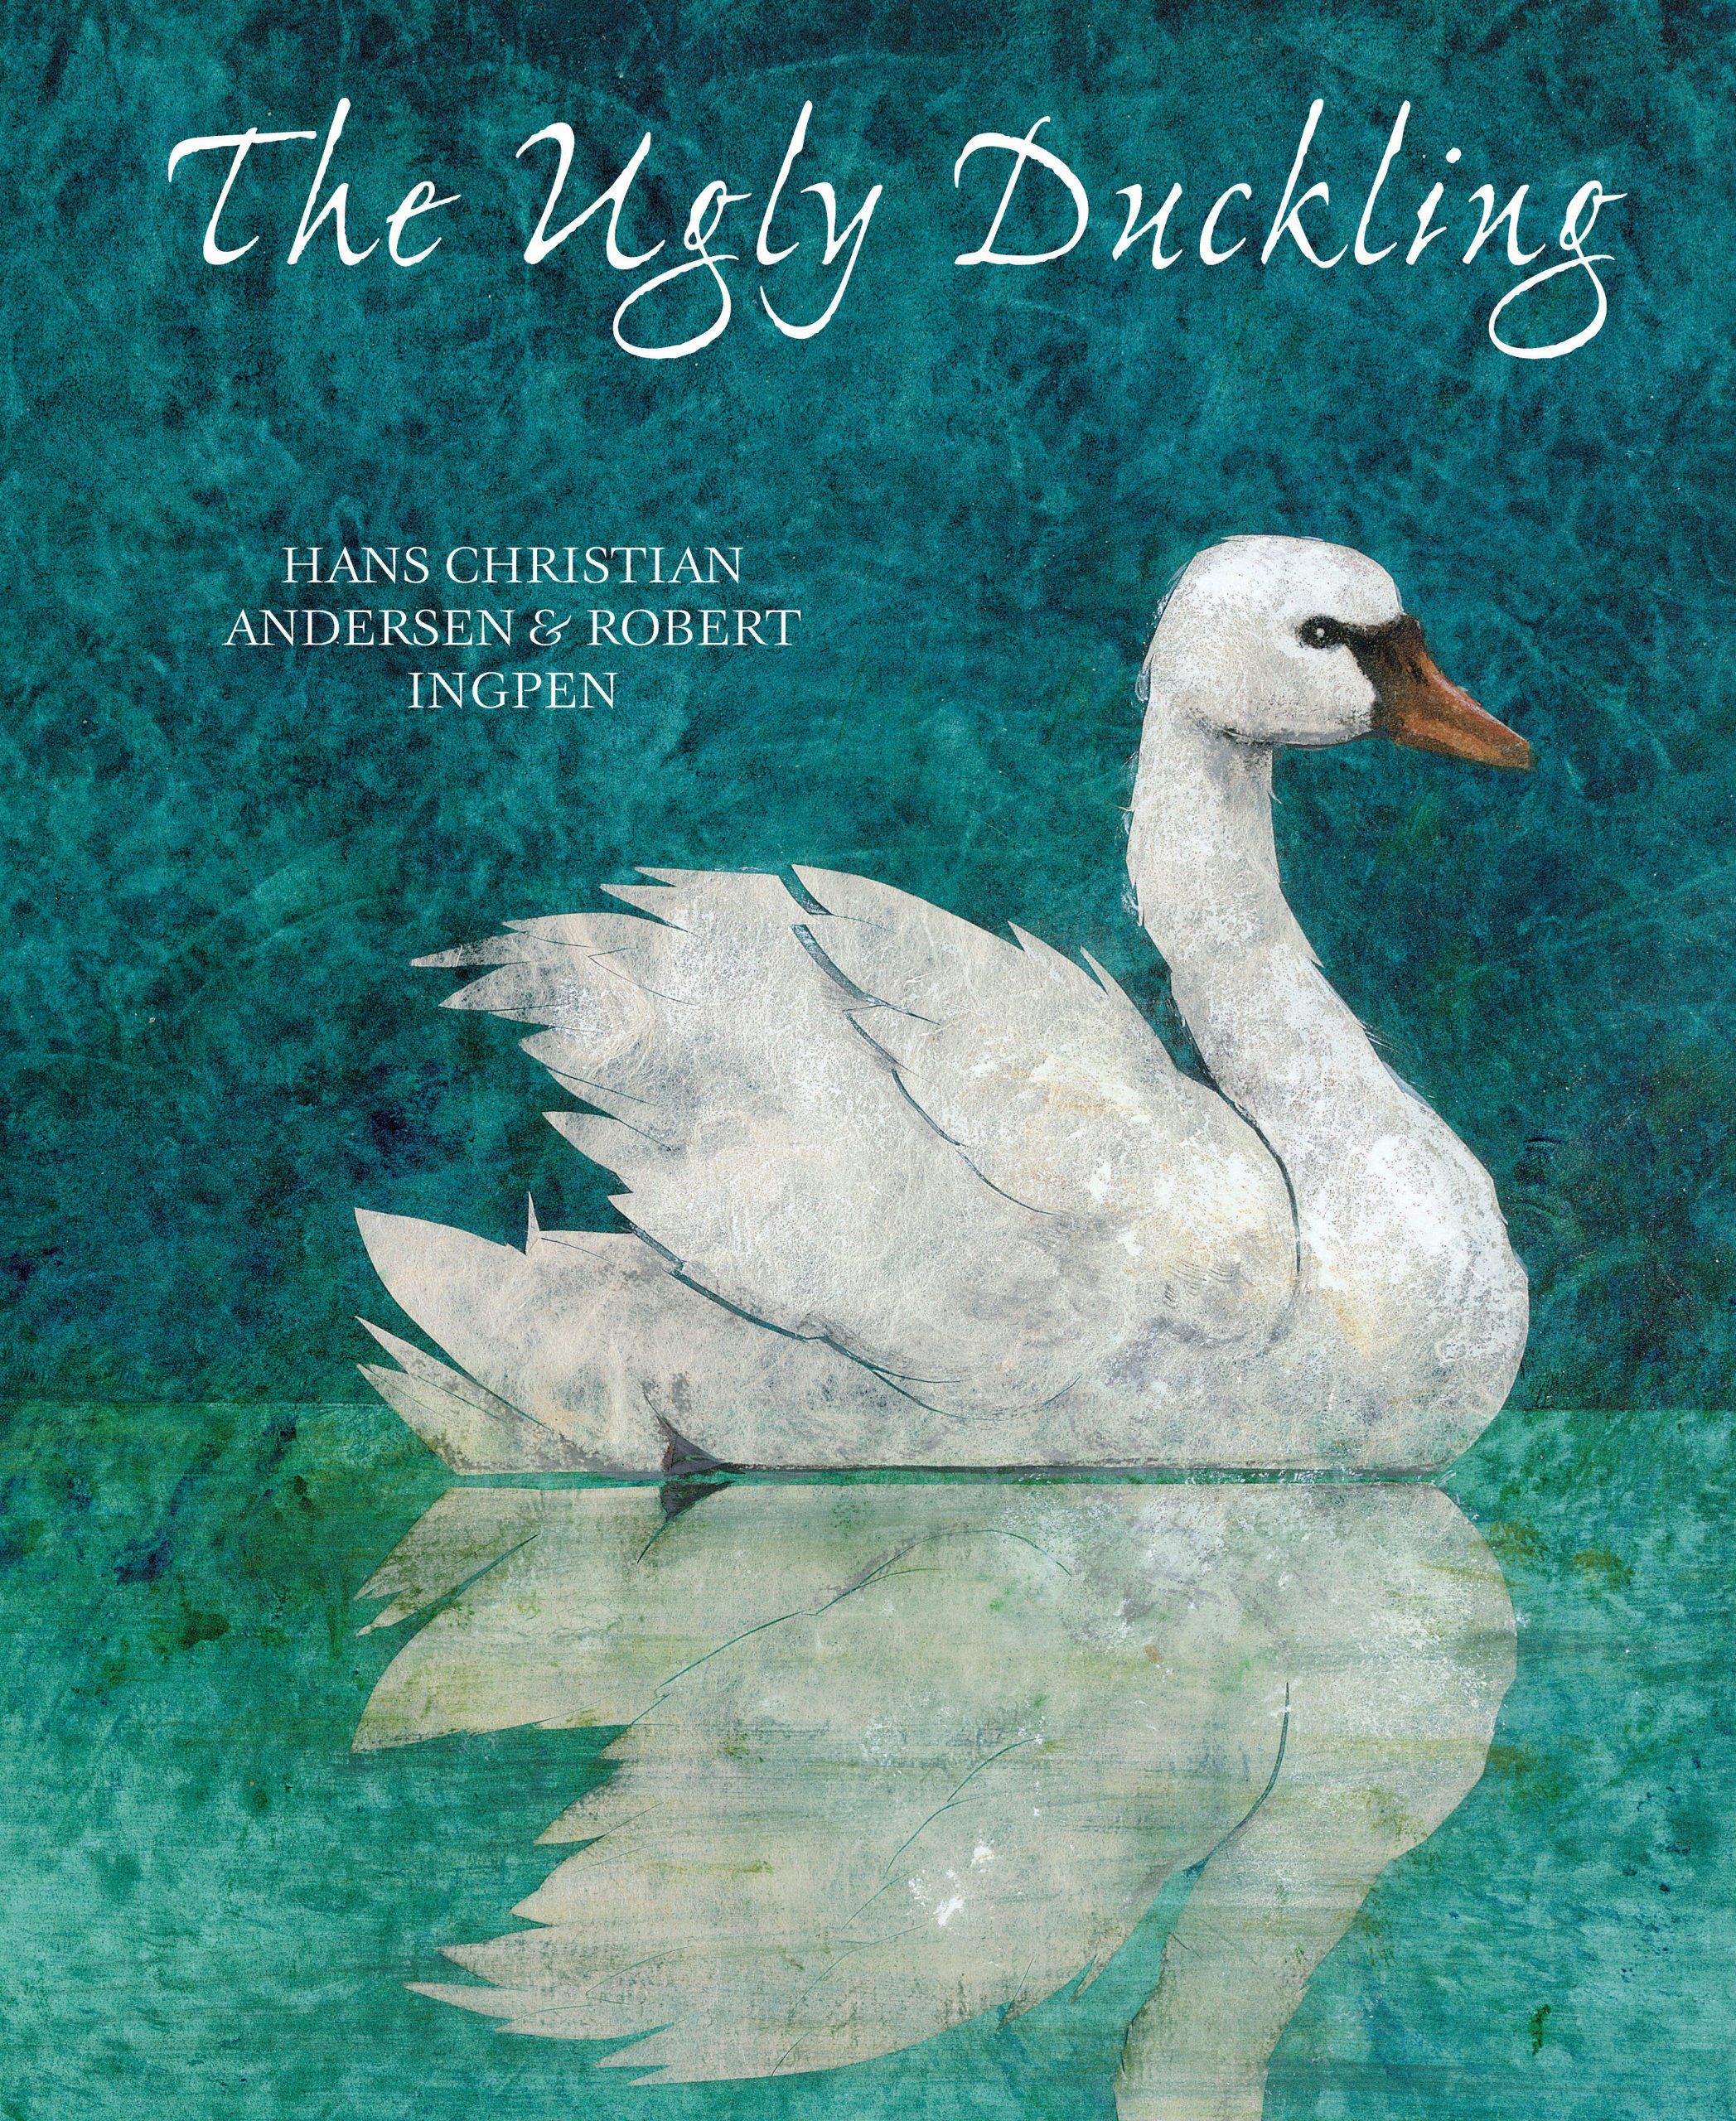 The Ugly Duckling
HANS CHRISTIAN
ANDERSEN & ROBERT
INGPEN